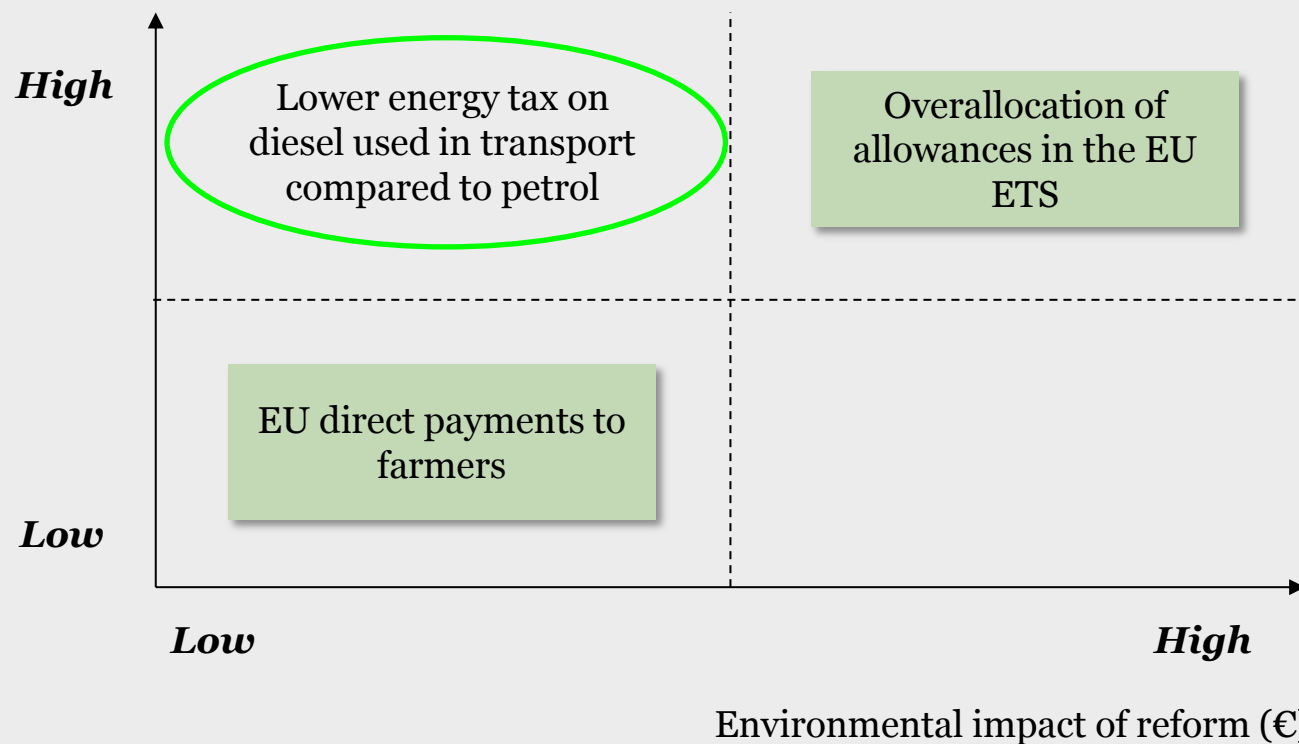 High
Lower energy tax on
diesel used in transport
compared to petrol
Overallocation of
allowances in the EU
ETS
EU direct payments to
farmers
Low
Low
High
Environmental impact of reform (€)